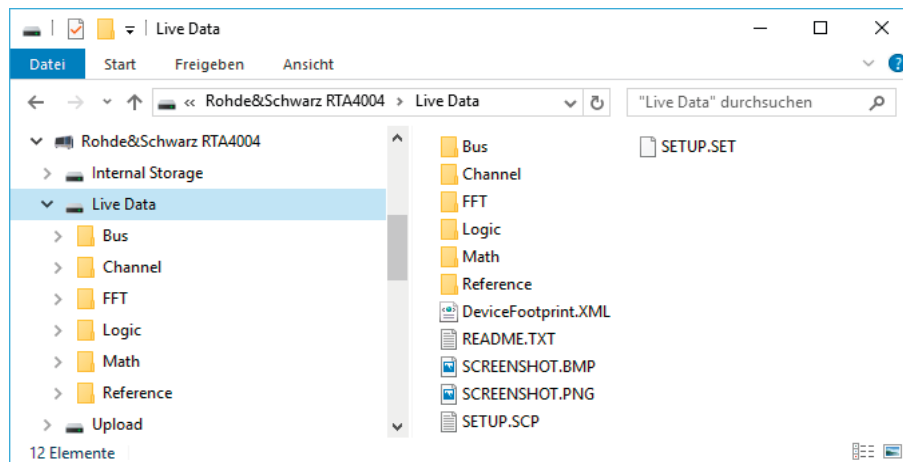 Live Data
Datei Start Freigeben Ansicht
« Rohde&Schwarz RTA4004 > Live Data
"Live Data" durchsuchen
Rohde&Schwarz RTA4004
Internal Storage
Live Data
Bus
Channel
FFT
Logic
Math
Reference
Upload
Bus
Channel
FFT
Logic
Math
Reference
DeviceFootprint.XML
README.TXT
SCREENSHOT.BMP
SCREENSHOT.PNG
SETUP.SCP
SETUP.SET
12 Elemente